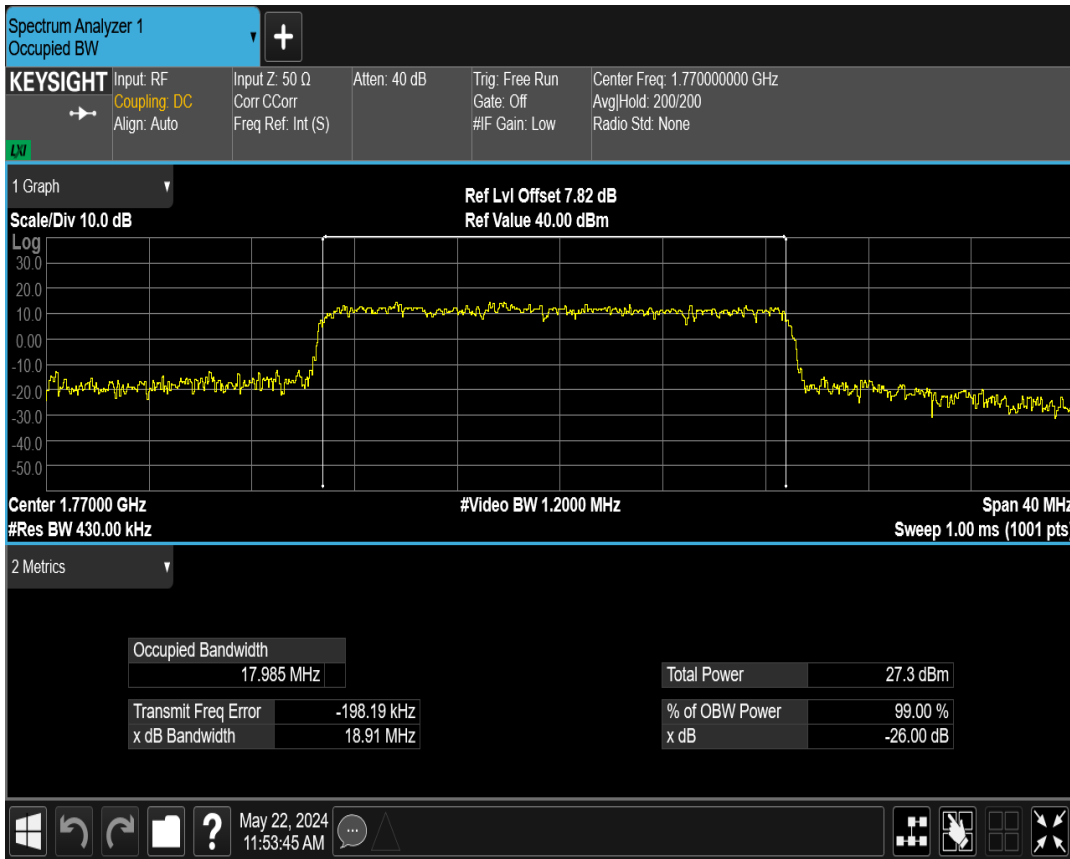 Spectrum Analyzer 1
Occupied BW
KEYSIGHT
Input: RF
Coupling: DC
Align: Auto
Input Z: 50 Ω
Corr CCorr
Freq Ref: Int (S)
Atten: 40 dB
Trig: Free Run
Gate: Off
#IF Gain: Low
Center Freq: 1.770000000 GHz
Avg|Hold: 200/200
Radio Std: None
LXI
1 Graph
Ref Lvl Offset 7.82 dB
Scale/Div 10.0 dB
Ref Value 40.00 dBm
Log
30.0
20.0
10.0
0.00
-10.0
-20.0
-30.0
-40.0
-50.0
Center 1.77000 GHz
#Video BW 1.2000 MHz
Span 40 MHz
#Res BW 430.00 kHz
Sweep 1.00 ms (1001 pts)
2 Metrics
Occupied Bandwidth
17.985 MHz
Total Power 27.3 dBm
Transmit Freq Error -198.19 kHz
% of OBW Power 99.00 %
x dB Bandwidth 18.91 MHz
x dB -26.00 dB
May 22, 2024
11:53:45 AM